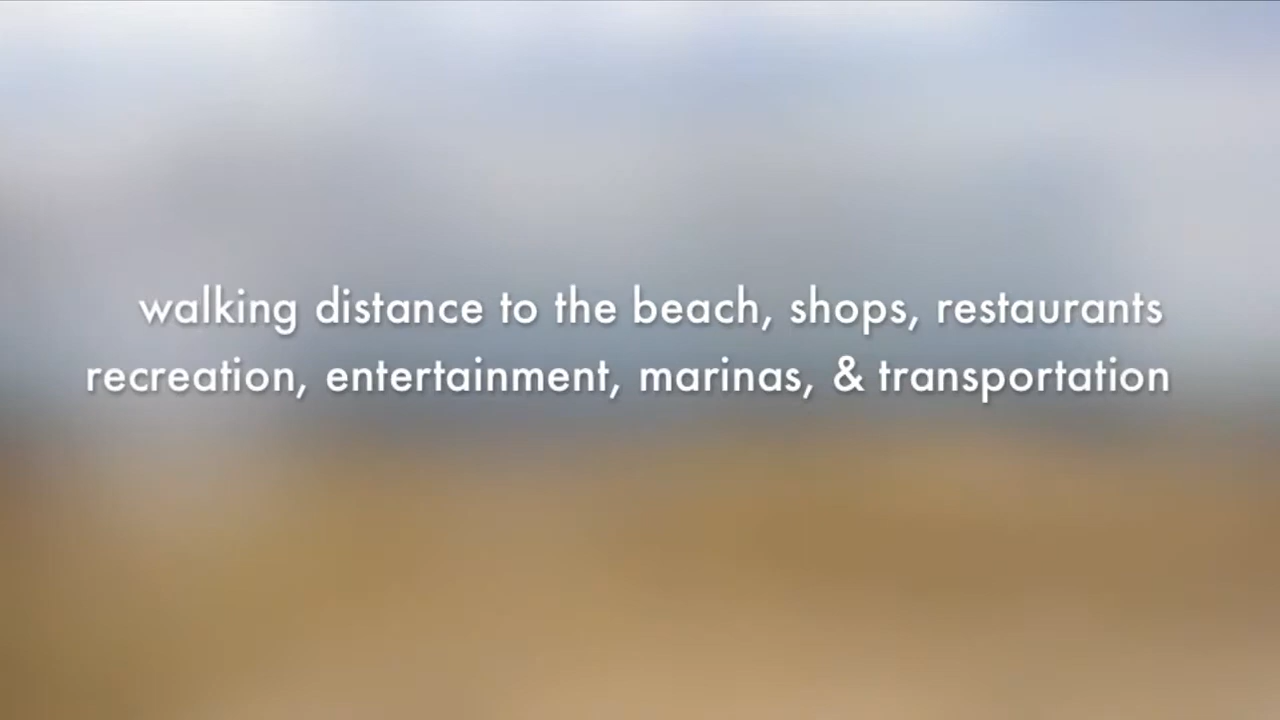 walking distance to the beach, shops, restaurants
recreation, entertainment, marinas, & transportation